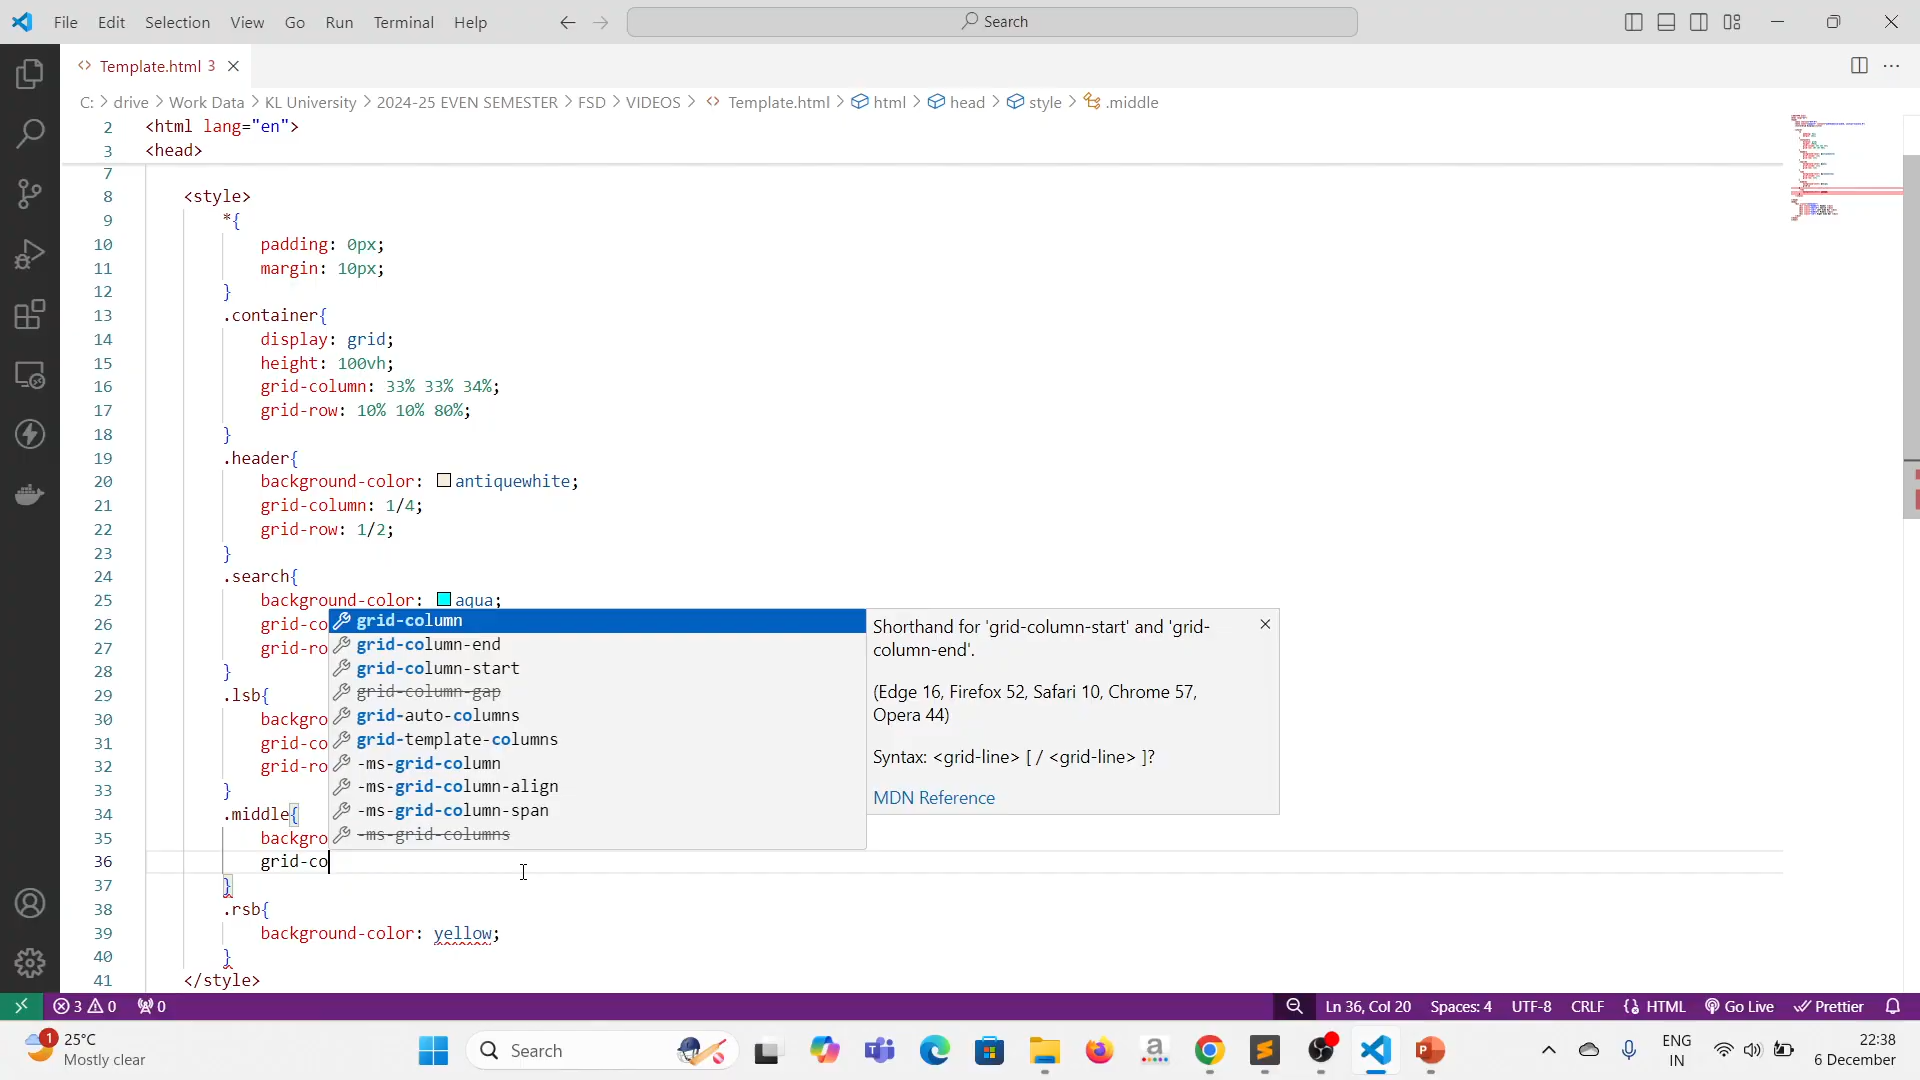 File Edit Selection View Go Run Terminal Help
Search
Template.html 3
C: > drive > Work Data > KL University > 2024-25 EVEN SEMESTER > FSD > VIDEOS > Template.html > html > head > style > .middle
2 <html lang="en">
3 <head>
7
8 <style>
9 *{
10 padding: 0px;
11 margin: 10px;
12 }
13 .container{
14 display: grid;
15 height: 100vh;
16 grid-column: 33% 33% 34%;
17 grid-row: 10% 10% 80%;
18 }
19 .header{
20 background-color: antiquewhite;
21 grid-column: 1/4;
22 grid-row: 1/2;
23 }
24 .search{
25 background-color: aqua;
26 grid-co
27 grid-ro
28 }
29 .lsb{
30 backgro
31 grid-co
32 grid-ro
33 }
34 .middle{
35 backgro
36 grid-co
37 }
38 .rsb{
39 background-color: yellow;
40 }
41 </style>
grid-column
grid-column-end
grid-column-start
grid-column-gap
grid-auto-columns
grid-template-columns
-ms-grid-column
-ms-grid-column-align
-ms-grid-column-span
-ms-grid-columns
Shorthand for 'grid-column-start' and 'grid-
column-end'.
(Edge 16, Firefox 52, Safari 10, Chrome 57,
Opera 44)
Syntax: <grid-line> [ / <grid-line> ]?
MDN Reference
3 0 0 Ln 36, Col 20 Spaces: 4 UTF-8 CRLF {} HTML Go Live Prettier
1 25°C
Mostly clear
Search
ENG
IN
22:38
6 December